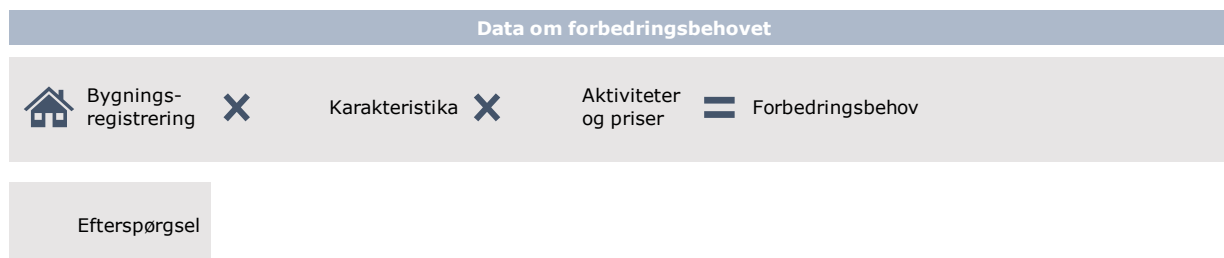 Data om forbedringsbehovet
Bygnings-
registrering
Karakteristika
Aktiviteter
og priser
Forbedringsbehov
Efterspørgsel